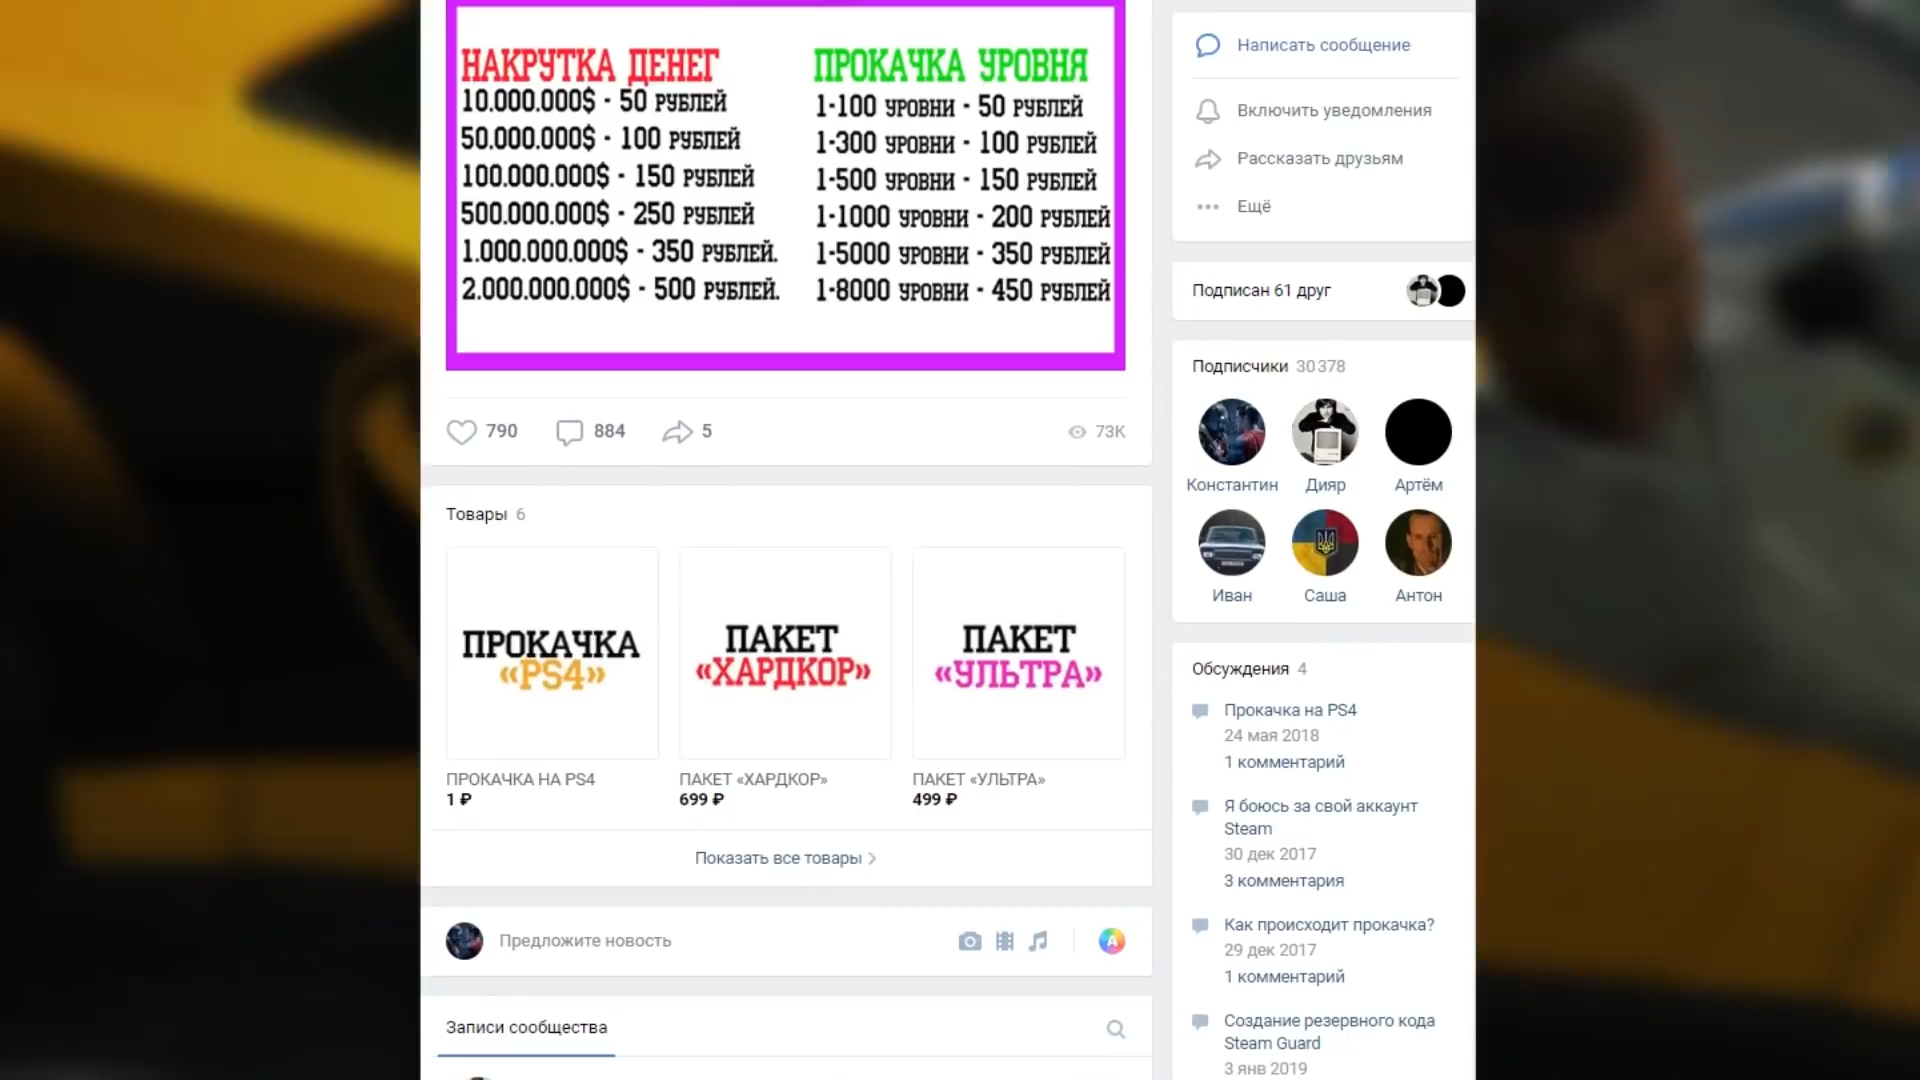 НАКРУТКА ДЕНЕГ
10.000.000$ - 50 РУБЛЕЙ
50.000.000$ - 100 РУБЛЕЙ
100.000.000$ - 150 РУБЛЕЙ
500.000.000$ - 250 РУБЛЕЙ
1.000.000.000$ - 350 РУБЛЕЙ.
2.000.000.000$ - 500 РУБЛЕЙ.
ПРОКАЧКА УРОВНЯ
1-100 УРОВНИ - 50 РУБЛЕЙ
1-300 УРОВНИ - 100 РУБЛЕЙ
1-500 УРОВНИ - 150 РУБЛЕЙ
1-1000 УРОВНИ - 200 РУБЛЕЙ
1-5000 УРОВНИ - 350 РУБЛЕЙ
1-8000 УРОВНИ - 450 РУБЛЕЙ
790 884 5 73K
Товары 6
ПРОКАЧКА
«PS4»
ПРОКАЧКА НА PS4
1 ₽
ПАКЕТ
«ХАРДКОР»
ПАКЕТ «ХАРДКОР»
699 ₽
ПАКЕТ
«УЛЬТРА»
ПАКЕТ «УЛЬТРА»
499 ₽
Показать все товары
Предложите новость
A
Записи сообщества
Написать сообщение
Включить уведомления
Рассказать друзьям
Ещё
Подписан 61 друг
Подписчики 30 378
Константин
Дияр
Артём
Иван
Саша
Антон
Обсуждения 4
Прокачка на PS4
24 мая 2018
1 комментарий
Я боюсь за свой аккаунт
Steam
30 дек 2017
3 комментария
Как происходит прокачка?
29 дек 2017
1 комментарий
Создание резервного кода
Steam Guard
3 янв 2019